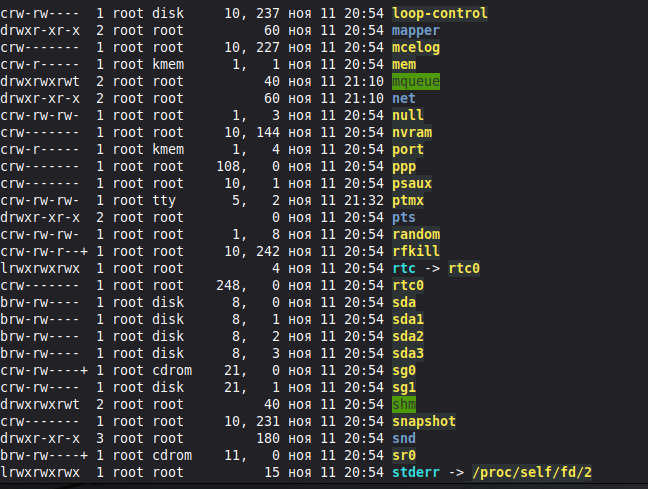 crw-rw----  1 root disk     10, 237 ноя 11 20:54 loop-control
drwxr-xr-x  2 root root          60 ноя 11 20:54 mapper
crw-------  1 root root     10, 227 ноя 11 20:54 mcelog
crw-r-----  1 root kmem      1,   1 ноя 11 20:54 mem
drwxrwxrwt  2 root root          40 ноя 11 21:10 mqueue
drwxr-xr-x  2 root root          60 ноя 11 21:10 net
crw-rw-rw-  1 root root      1,   3 ноя 11 20:54 null
crw-------  1 root root     10, 144 ноя 11 20:54 nvram
crw-r-----  1 root kmem      1,   4 ноя 11 20:54 port
crw-------  1 root root    108,   0 ноя 11 20:54 ppp
crw-------  1 root root     10,   1 ноя 11 20:54 psaux
crw-rw-rw-  1 root tty       5,   2 ноя 11 21:32 ptmx
drwxr-xr-x  2 root root           0 ноя 11 20:54 pts
crw-rw-rw-  1 root root      1,   8 ноя 11 20:54 random
crw-rw-r--+ 1 root root     10, 242 ноя 11 20:54 rfkill
lrwxrwxrwx  1 root root           4 ноя 11 20:54 rtc -> rtc0
crw-------  1 root root    248,   0 ноя 11 20:54 rtc0
brw-rw----  1 root disk      8,   0 ноя 11 20:54 sda
brw-rw----  1 root disk      8,   1 ноя 11 20:54 sda1
brw-rw----  1 root disk      8,   2 ноя 11 20:54 sda2
brw-rw----  1 root disk      8,   3 ноя 11 20:54 sda3
crw-rw----+ 1 root cdrom    21,   0 ноя 11 20:54 sg0
crw-rw----  1 root disk     21,   1 ноя 11 20:54 sg1
drwxrwxrwt  2 root root          40 ноя 11 20:54 shm
crw-------  1 root root     10, 231 ноя 11 20:54 snapshot
drwxr-xr-x  3 root root         180 ноя 11 20:54 snd
brw-rw----+ 1 root cdrom    11,   0 ноя 11 20:54 sr0
lrwxrwxrwx  1 root root          15 ноя 11 20:54 stderr -> /proc/self/fd/2